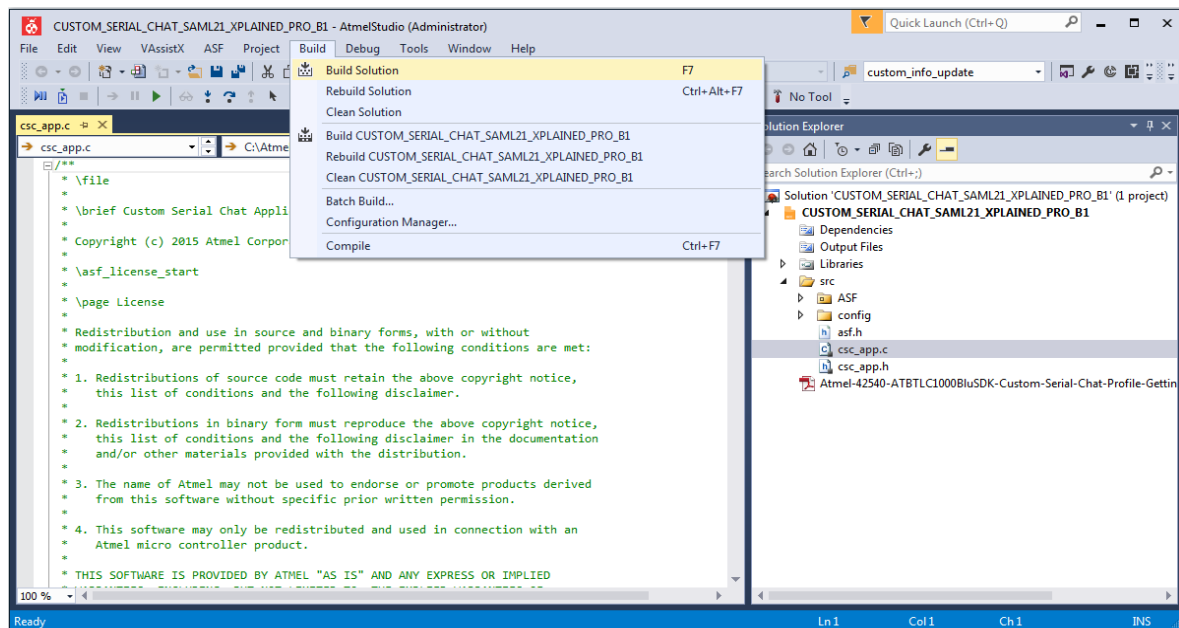 CUSTOM_SERIAL_CHAT_SAML21_XPLAINED_PRO_B1 - AtmelStudio (Administrator)
Quick Launch (Ctrl+Q)
File Edit View VAssistX ASF Project Build Debug Tools Window Help
custom_info_update
No Tool
Build Solution F7
Rebuild Solution Ctrl+Alt+F7
Clean Solution
Build CUSTOM_SERIAL_CHAT_SAML21_XPLAINED_PRO_B1
Rebuild CUSTOM_SERIAL_CHAT_SAML21_XPLAINED_PRO_B1
Clean CUSTOM_SERIAL_CHAT_SAML21_XPLAINED_PRO_B1
Batch Build...
Configuration Manager...
Compile Ctrl+F7
csc_app.c
csc_app.c C:\Atme
/**
* \file
*
* \brief Custom Serial Chat Appli
*
* Copyright (c) 2015 Atmel Corpor
*
* \asf_license_start
*
* \page License
*
* Redistribution and use in source and binary forms, with or without
* modification, are permitted provided that the following conditions are met:
*
* 1. Redistributions of source code must retain the above copyright notice,
* this list of conditions and the following disclaimer.
*
* 2. Redistributions in binary form must reproduce the above copyright notice,
* this list of conditions and the following disclaimer in the documentation
* and/or other materials provided with the distribution.
*
* 3. The name of Atmel may not be used to endorse or promote products derived
* from this software without specific prior written permission.
*
* 4. This software may only be redistributed and used in connection with an
* Atmel micro controller product.
*
* THIS SOFTWARE IS PROVIDED BY ATMEL "AS IS" AND ANY EXPRESS OR IMPLIED
100 %
olution Explorer
earch Solution Explorer (Ctrl+;)
Solution 'CUSTOM_SERIAL_CHAT_SAML21_XPLAINED_PRO_B1' (1 project)
CUSTOM_SERIAL_CHAT_SAML21_XPLAINED_PRO_B1
Dependencies
Output Files
Libraries
src
ASF
config
asf.h
csc_app.c
csc_app.h
Atmel-42540-ATBTLC1000BluSDK-Custom-Serial-Chat-Profile-Gettin
Ready Ln 1 Col 1 Ch 1 INS